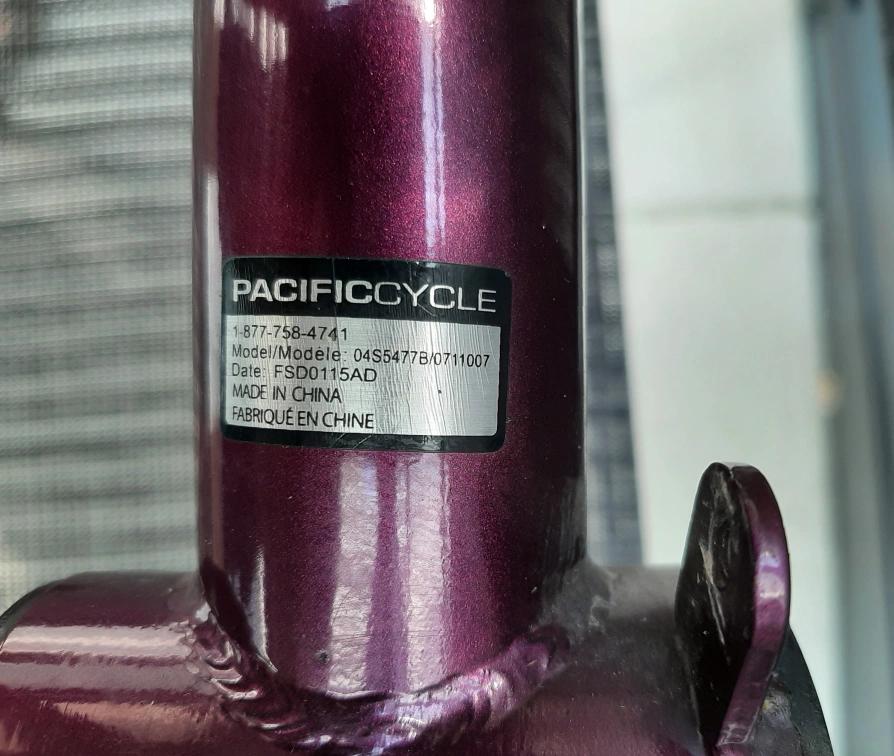 PACIFICCYCLE
1-877-758-4741
Model/Modèle: 04S5477B/0711007
Date: FSD0115AD
MADE IN CHINA
FABRIQUÉ EN CHINE